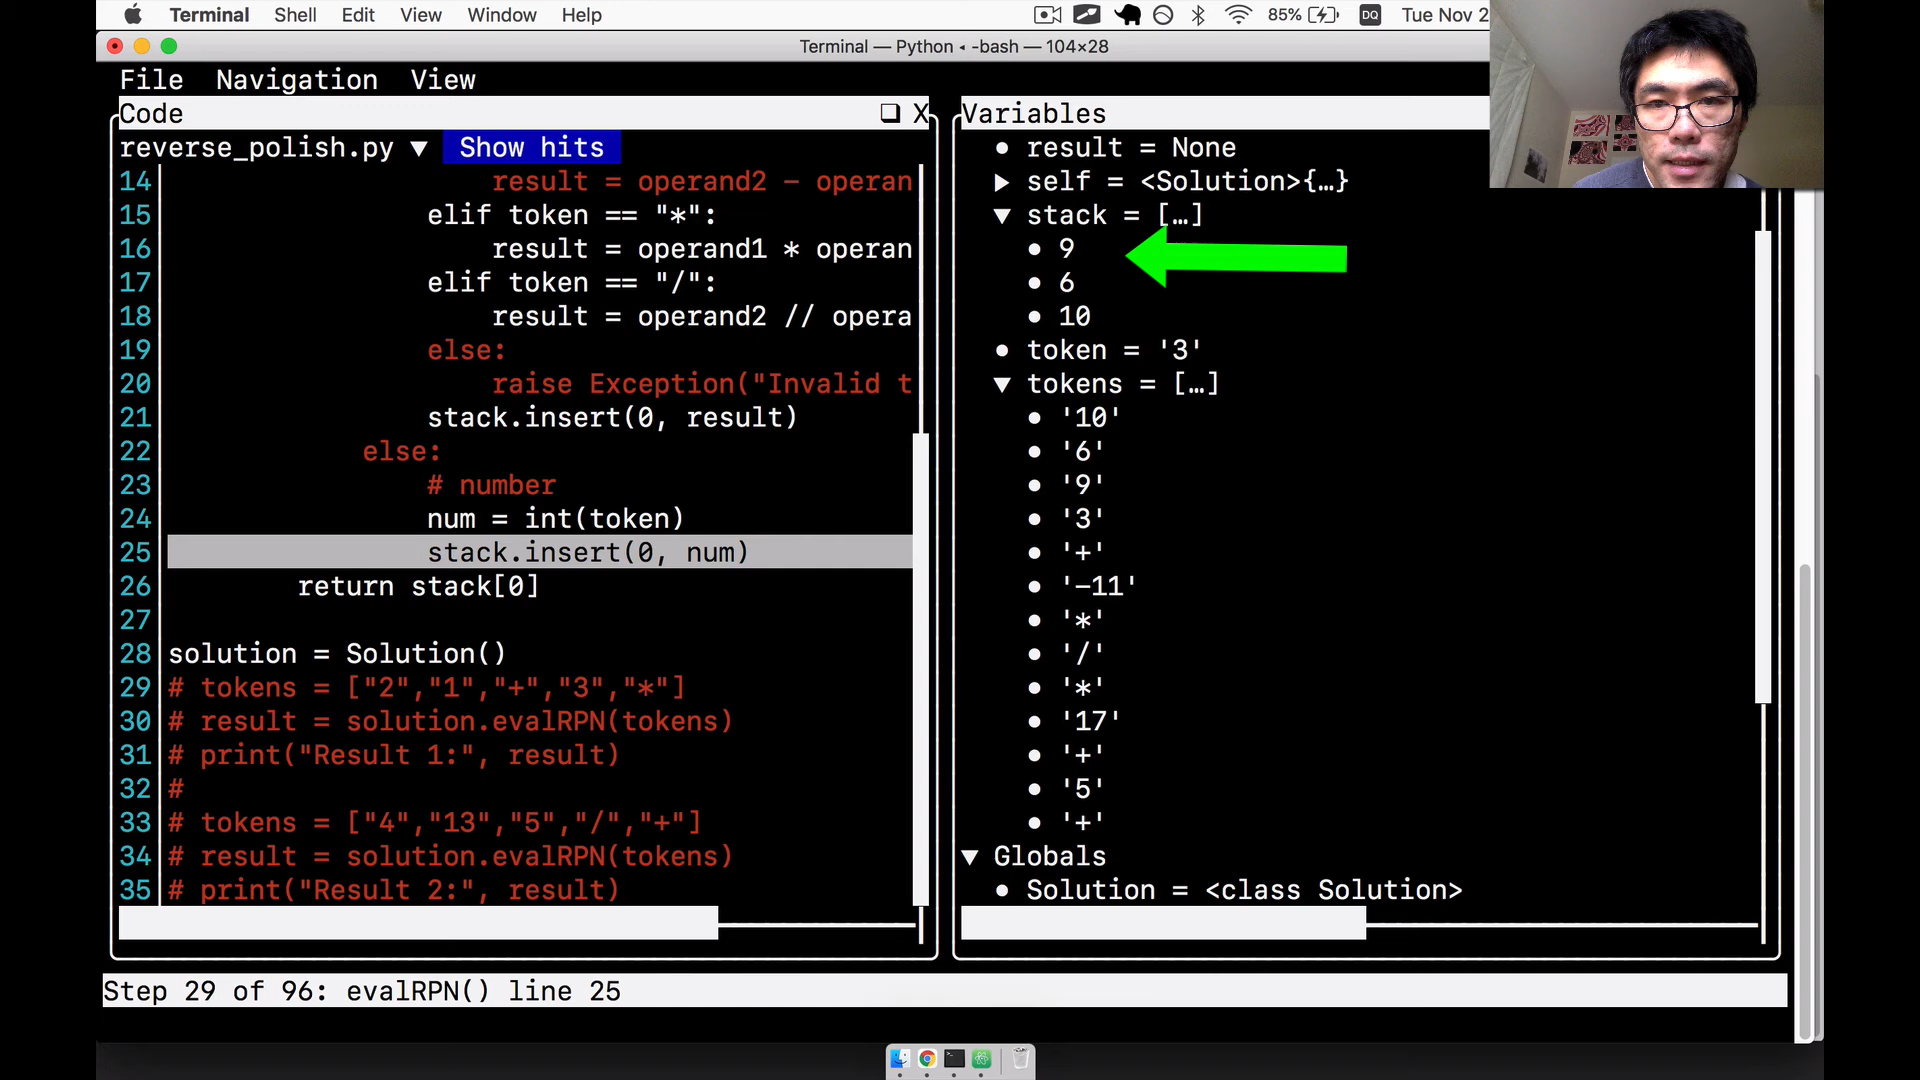 Terminal Shell Edit View Window Help 85% DQ Tue Nov 2
Terminal — Python ◂ -bash — 104×28
File Navigation View
Code ❏ X
reverse_polish.py ▼ Show hits
14 result = operand2 - operan
15 elif token == "*":
16 result = operand1 * operan
17 elif token == "/":
18 result = operand2 // opera
19 else:
20 raise Exception("Invalid t
21 stack.insert(0, result)
22 else:
23 # number
24 num = int(token)
25 stack.insert(0, num)
26 return stack[0]
27
28 solution = Solution()
29 # tokens = ["2","1","+","3","*"]
30 # result = solution.evalRPN(tokens)
31 # print("Result 1:", result)
32 #
33 # tokens = ["4","13","5","/","+"]
34 # result = solution.evalRPN(tokens)
35 # print("Result 2:", result)
Variables
• result = None
▶ self = <Solution>{…}
▼ stack = […]
• 9
• 6
• 10
• token = '3'
▼ tokens = […]
• '10'
• '6'
• '9'
• '3'
• '+'
• '-11'
• '*'
• '/'
• '*'
• '17'
• '+'
• '5'
• '+'
▼ Globals
• Solution = <class Solution>
Step 29 of 96: evalRPN() line 25